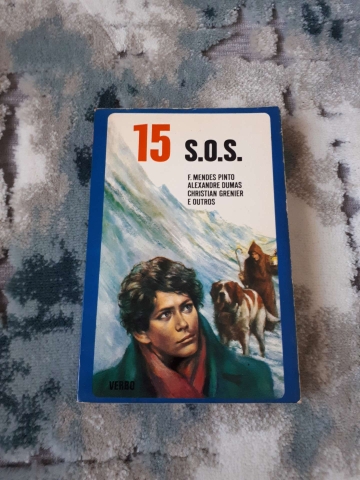 15 S.O.S.
F. MENDES PINTO
ALEXANDRE DUMAS
CHRISTIAN GRENIER
E OUTROS
VERBO